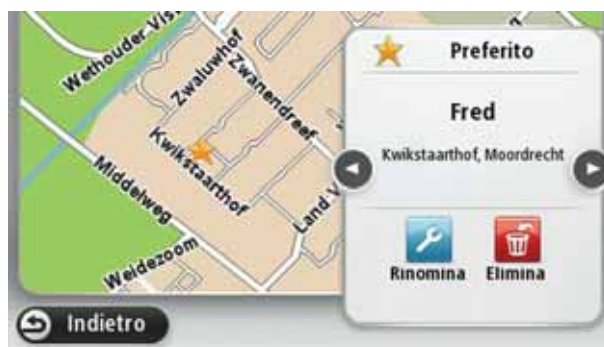 Wethouder Vis
Zwaluwhof
Zwanendreef
Kwikstaarthof
Middelweg
Weidezoom
Land V
Preferito
Fred
Kwikstaarthof, Moordrecht
Rinomina
Elimina
Indietro